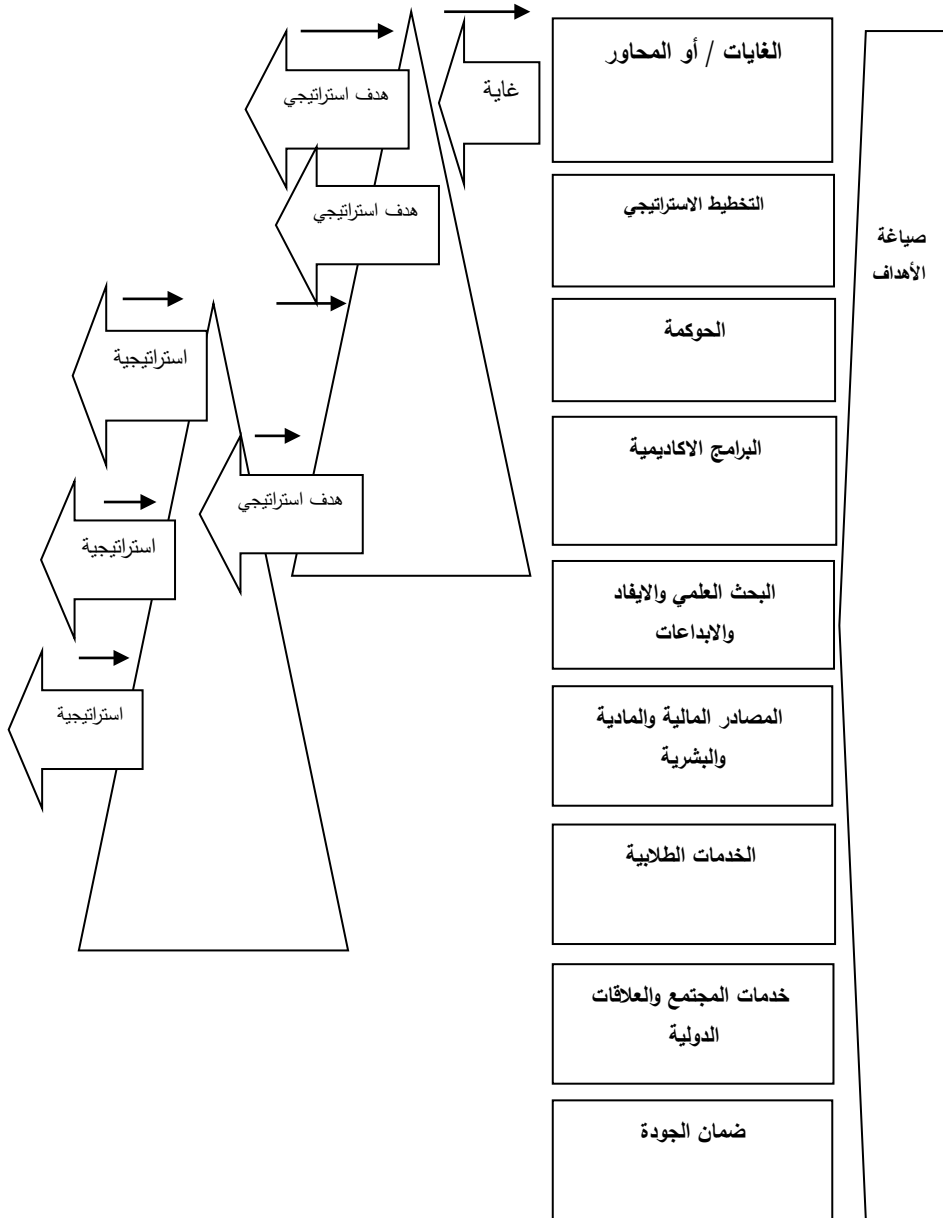 صياغة
الأهداف
الغايات / أو المحاور
التخطيط الاستراتيجي
الحوكمة
البرامج الاكاديمية
البحث العلمي والايفاد
والابداعات
المصادر المالية والمادية
والبشرية
الخدمات الطلابية
خدمات المجتمع والعلاقات
الدولية
ضمان الجودة
غاية
هدف استراتيجي
هدف استراتيجي
هدف استراتيجي
استراتيجية
استراتيجية
استراتيجية